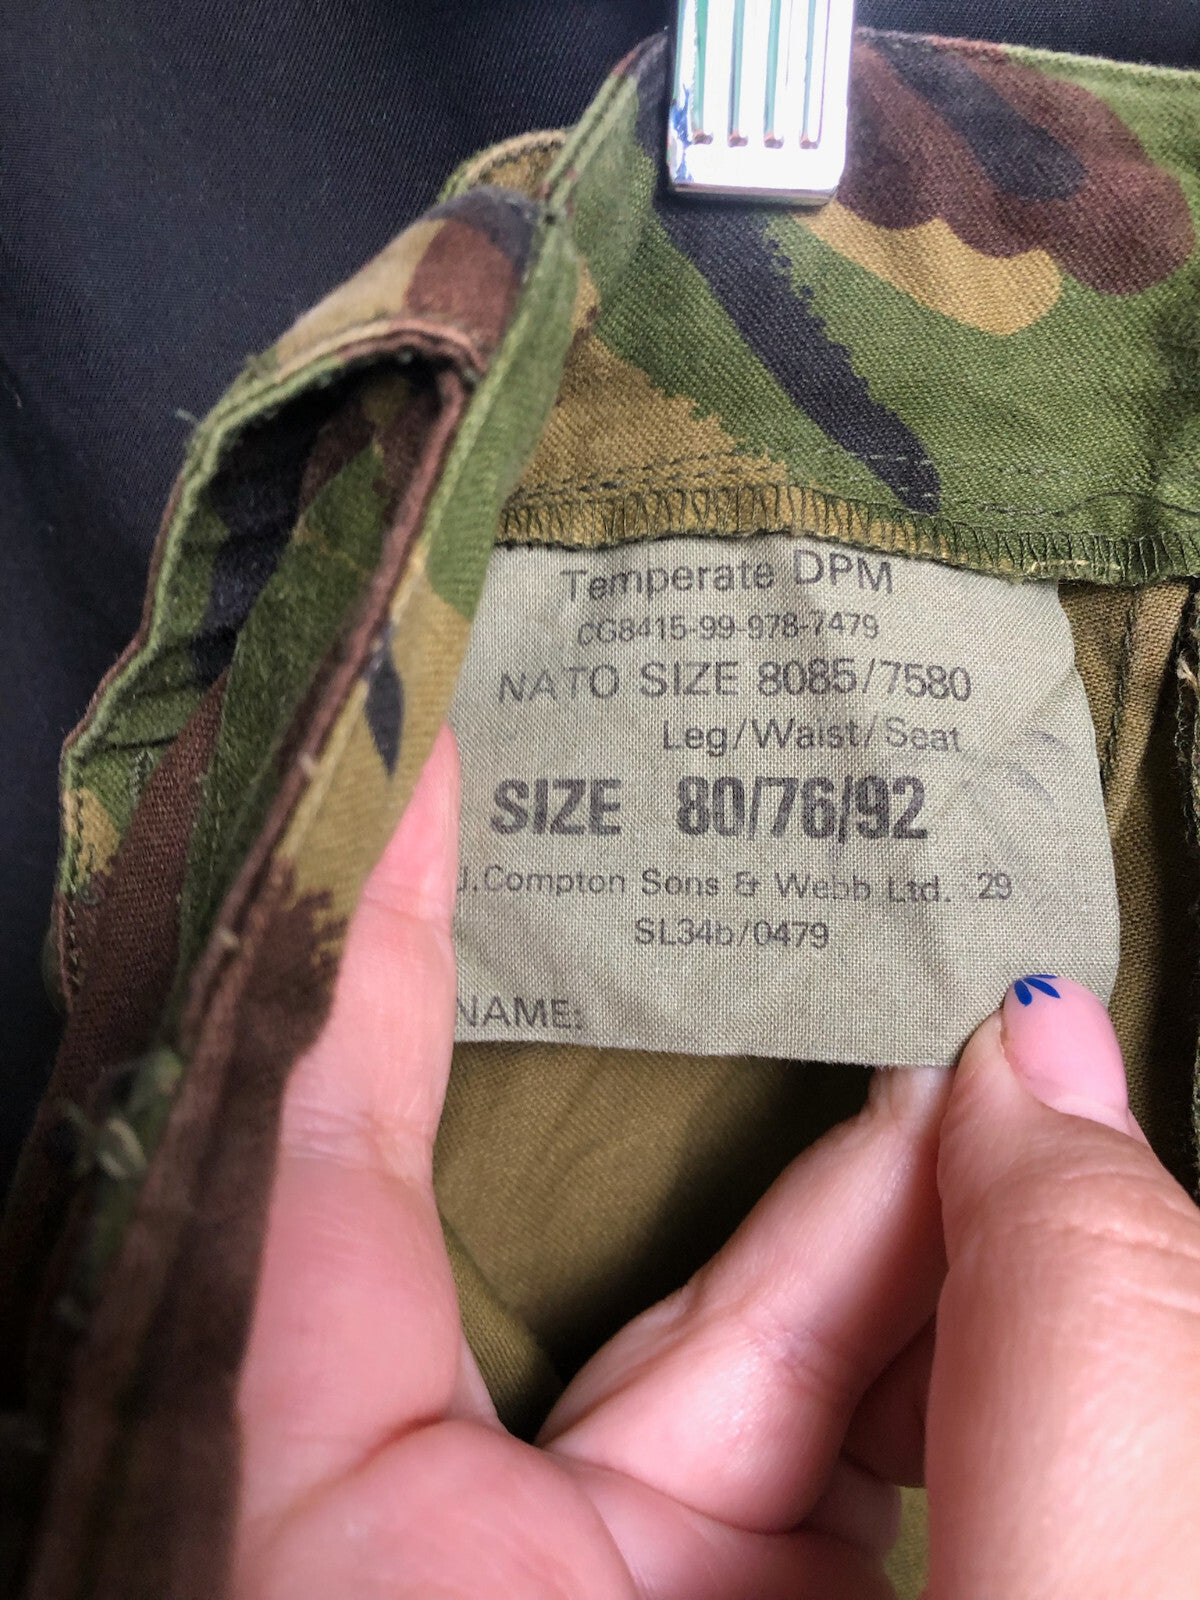 Temperate DPM
CG8415-99-978-7479
NATO SIZE 8085/7580
Leg/Waist/Seat
SIZE 80/76/92
J.Compton Sons & Webb Ltd. 29
SL34b/0479
NAME: